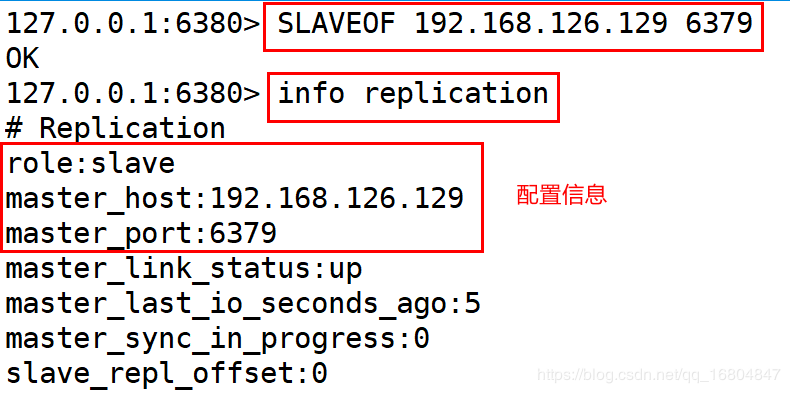 127.0.0.1:6380> SLAVEOF 192.168.126.129 6379
OK
127.0.0.1:6380> info replication
# Replication
role:slave
master_host:192.168.126.129
配置信息
master_port:6379
master_link_status:up
master_last_io_seconds_ago:5
master_sync_in_progress:0
slave_repl_offset:0
https://blog.csdn.net/qq_16804847